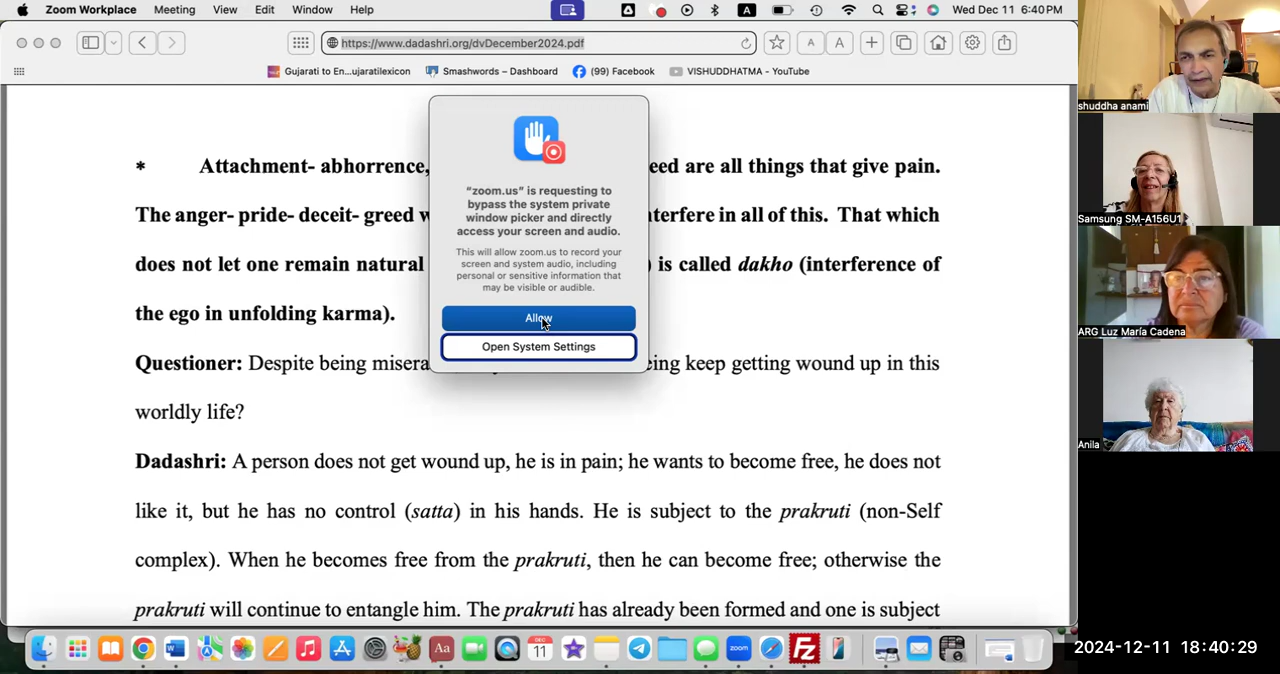 Zoom Workplace Meeting View Edit Window Help
A
Wed Dec 11 6:40 PM
https://www.dadashri.org/dvDecember2024.pdf
A A
Gujarati to En...ujaratilexicon
Smashwords – Dashboard
(99) Facebook
VISHUDDHATMA - YouTube
* Attachment- abhorrence,
eed are all things that give pain.
The anger- pride- deceit- greed w
nterfere in all of this. That which
does not let one remain natural
) is called dakho (interference of
the ego in unfolding karma).
Questioner: Despite being misera
eing keep getting wound up in this
worldly life?
Dadashri: A person does not get wound up, he is in pain; he wants to become free, he does not
like it, but he has no control (satta) in his hands. He is subject to the prakruti (non-Self
complex). When he becomes free from the prakruti, then he can become free; otherwise the
prakruti will continue to entangle him. The prakruti has already been formed and one is subject
“zoom.us” is requesting to
bypass the system private
window picker and directly
access your screen and audio.
This will allow zoom.us to record your
screen and system audio, including
personal or sensitive information that
may be visible or audible.
Allow
Open System Settings
shuddha anami
Samsung SM-A156U1
ARG Luz María Cadena
Anila
Aa
DEC
11
zoom
Fz
2024-12-11 18:40:29